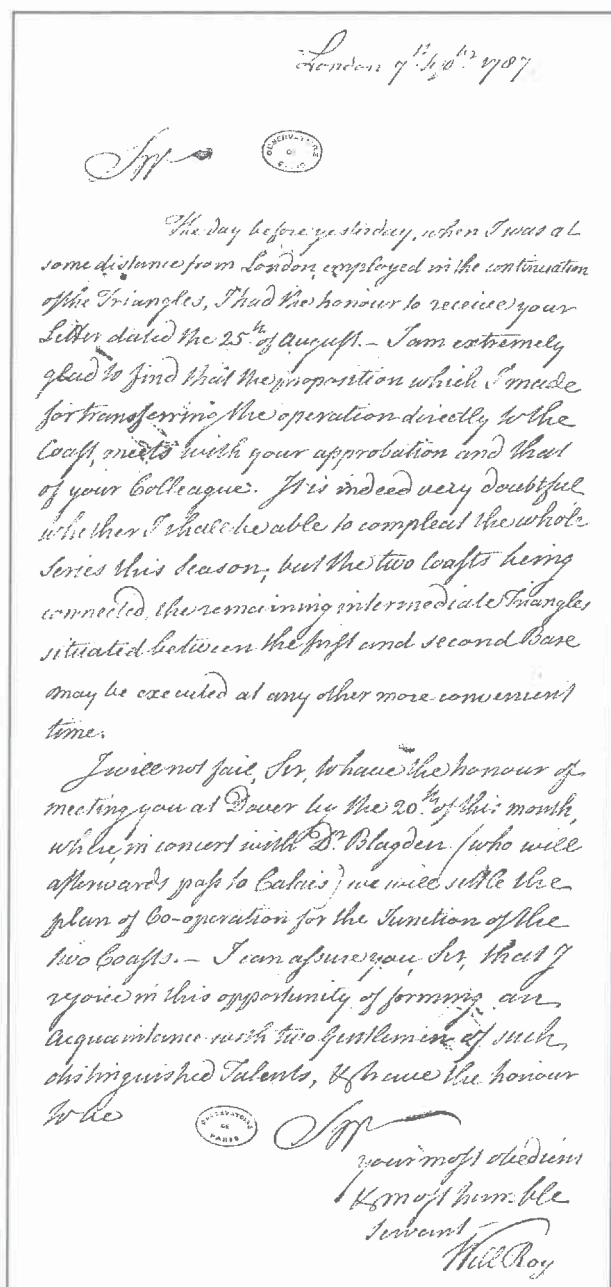 London 7th Sepbr. 1787
Sir
OBSERVATOIRE DE PARIS
The day before yesterday, when I was at
some distance from London, employed in the continuation
of the Triangles, I had the honour to receive your
Letter dated the 25th of August. – I am extremely
glad to find that the proposition which I made
for transferring the operation directly to the
Coast, meets with your approbation and that
of your Colleague. It is indeed very doubtful
whether I shall be able to compleat the whole
Series this Season; but the two Coasts being
connected, the remaining intermediate Triangles
situated between the first and second Base
may be executed at any other more convenient
time.
I will not fail, Sir, to have the honour of
meeting you at Dover by the 20th of this month,
where, in concert with Dr. Blagden (who will
afterwards pass to Calais) we will settle the
plan of Co-operation for the Junction of the
two Coasts. – I can assure you, Sir, that I
rejoice in this opportunity of forming an
Acquaintance with two Gentlemen of such
distinguished Talents, & have the honour
to be
OBSERVATOIRE DE PARIS
Sir
your most obedient
& most humble
Servant –
Will Roy